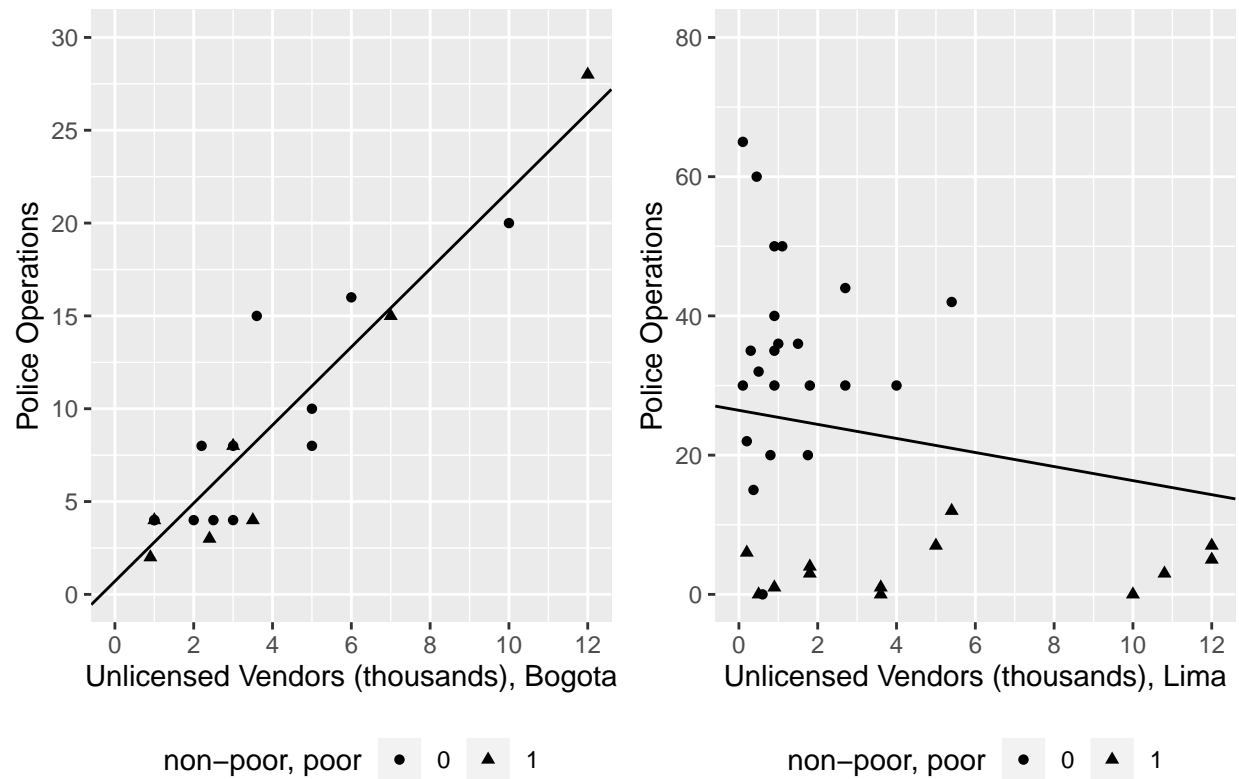 30
25
20
15
10
5
0
Police Operations
0 2 4 6 8 10 12
Unlicensed Vendors (thousands), Bogota
non−poor, poor 0 1
80
60
40
20
0
Police Operations
0 2 4 6 8 10 12
Unlicensed Vendors (thousands), Lima
non−poor, poor 0 1